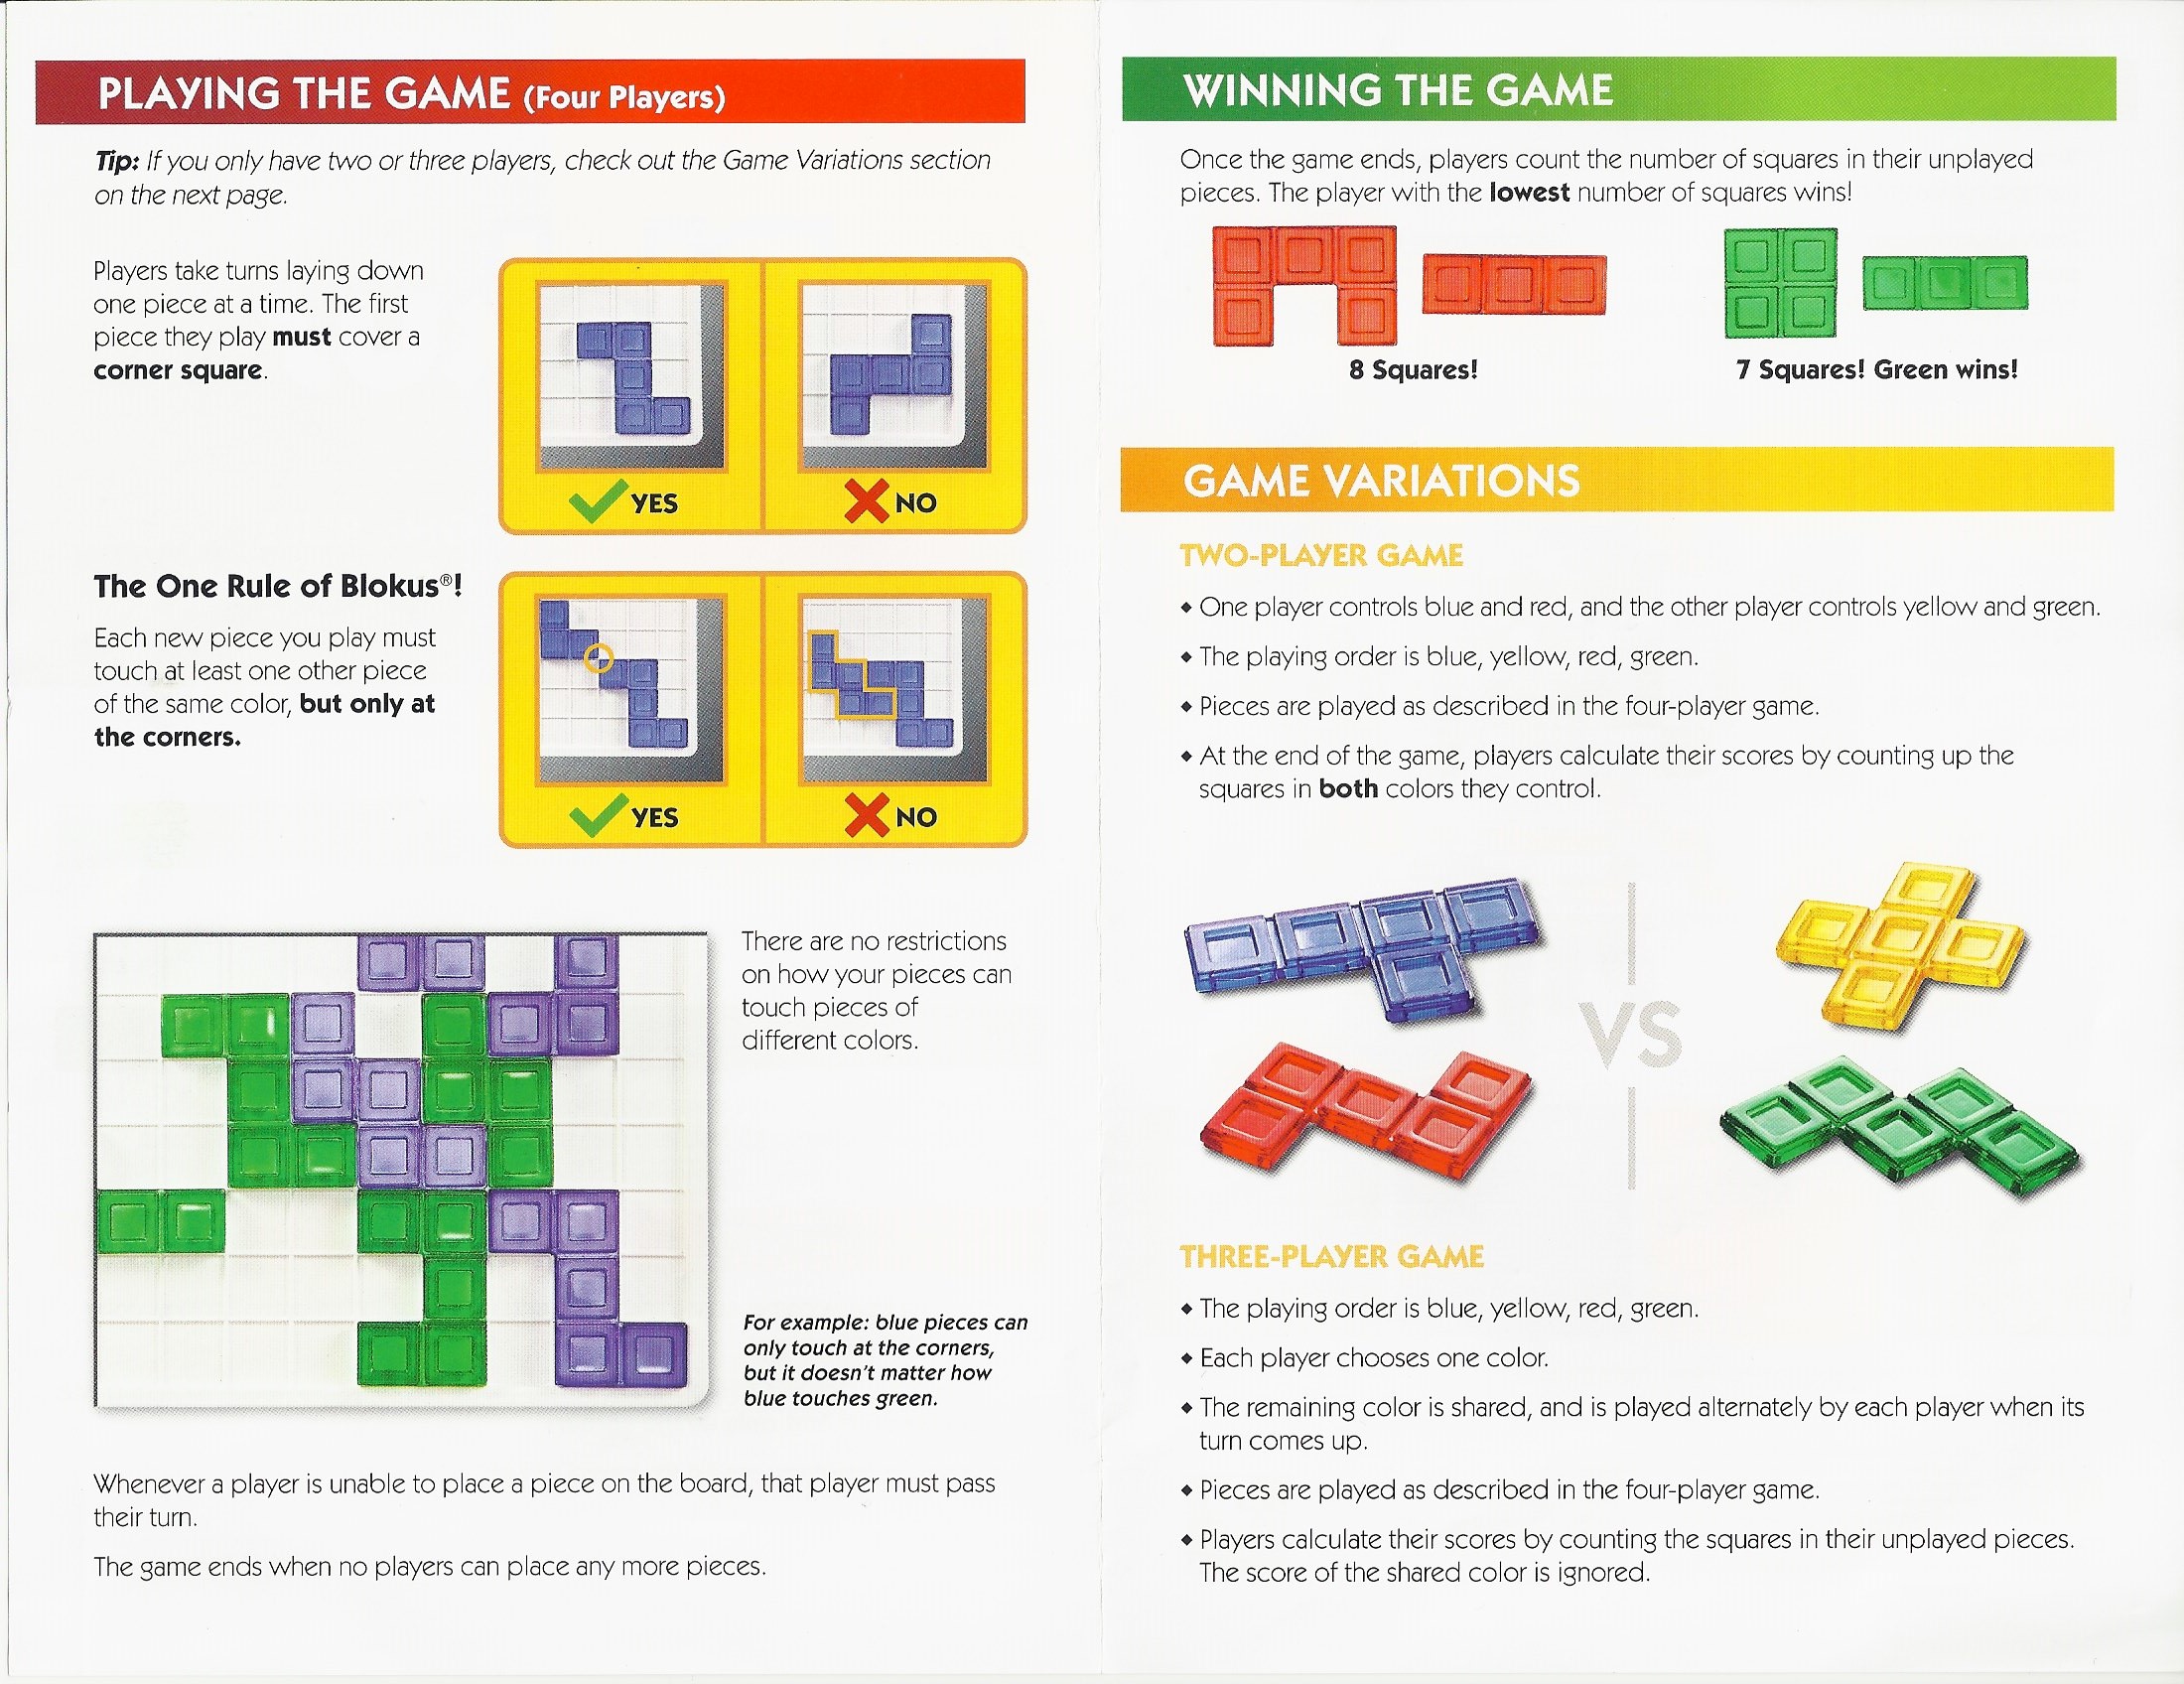 PLAYING THE GAME (Four Players)
Tip: If you only have two or three players, check out the Game Variations section
on the next page.
Players take turns laying down
one piece at a time. The first
piece they play must cover a
corner square.
YES
NO
The One Rule of Blokus®!
Each new piece you play must
touch at least one other piece
of the same color, but only at
the corners.
YES
NO
There are no restrictions
on how your pieces can
touch pieces of
different colors.
For example: blue pieces can
only touch at the corners,
but it doesn't matter how
blue touches green.
Whenever a player is unable to place a piece on the board, that player must pass
their turn.
The game ends when no players can place any more pieces.
WINNING THE GAME
Once the game ends, players count the number of squares in their unplayed
pieces. The player with the lowest number of squares wins!
8 Squares!
7 Squares! Green wins!
GAME VARIATIONS
TWO-PLAYER GAME
◆ One player controls blue and red, and the other player controls yellow and green.
◆ The playing order is blue, yellow, red, green.
◆ Pieces are played as described in the four-player game.
◆ At the end of the game, players calculate their scores by counting up the
squares in both colors they control.
VS
THREE-PLAYER GAME
◆ The playing order is blue, yellow, red, green.
◆ Each player chooses one color.
◆ The remaining color is shared, and is played alternately by each player when its
turn comes up.
◆ Pieces are played as described in the four-player game.
◆ Players calculate their scores by counting the squares in their unplayed pieces.
The score of the shared color is ignored.